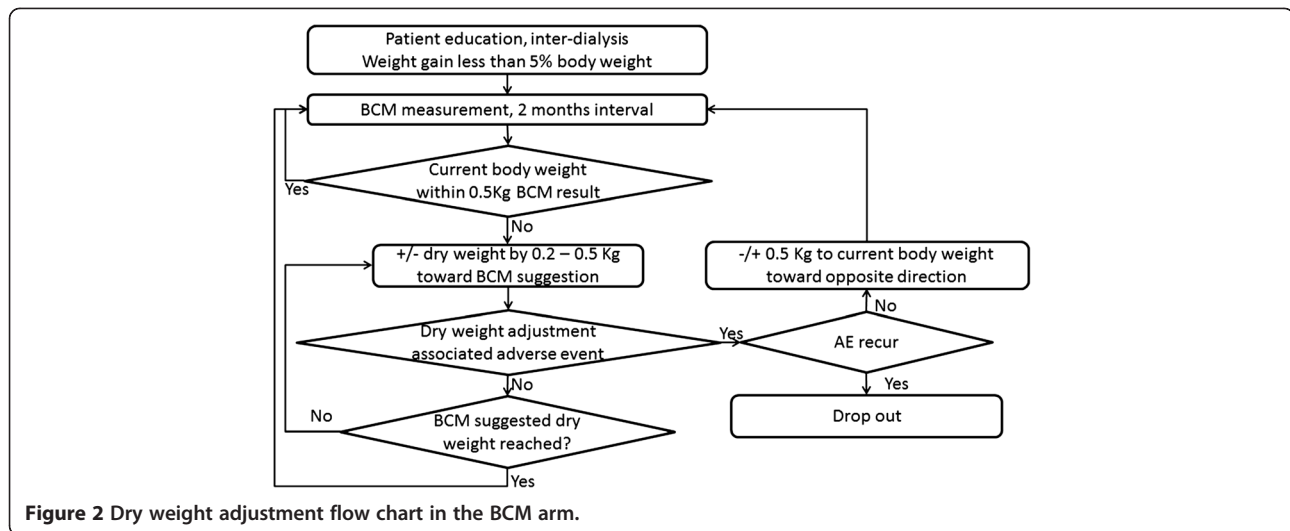 Patient education, inter-dialysis
Weight gain less than 5% body weight
BCM measurement, 2 months interval
Current body weight
within 0.5Kg BCM result
Yes
No
+/- dry weight by 0.2 – 0.5 Kg
toward BCM suggestion
-/+ 0.5 Kg to current body weight
toward opposite direction
No
Dry weight adjustment
associated adverse event
Yes
AE recur
No
Yes
No
BCM suggested dry
weight reached?
Drop out
Yes
Figure 2 Dry weight adjustment flow chart in the BCM arm.